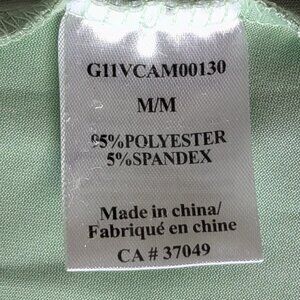 G11VCAM00130
M/M
95%POLYESTER
5%SPANDEX
Made in china/
Fabriqué en chine
CA # 37049